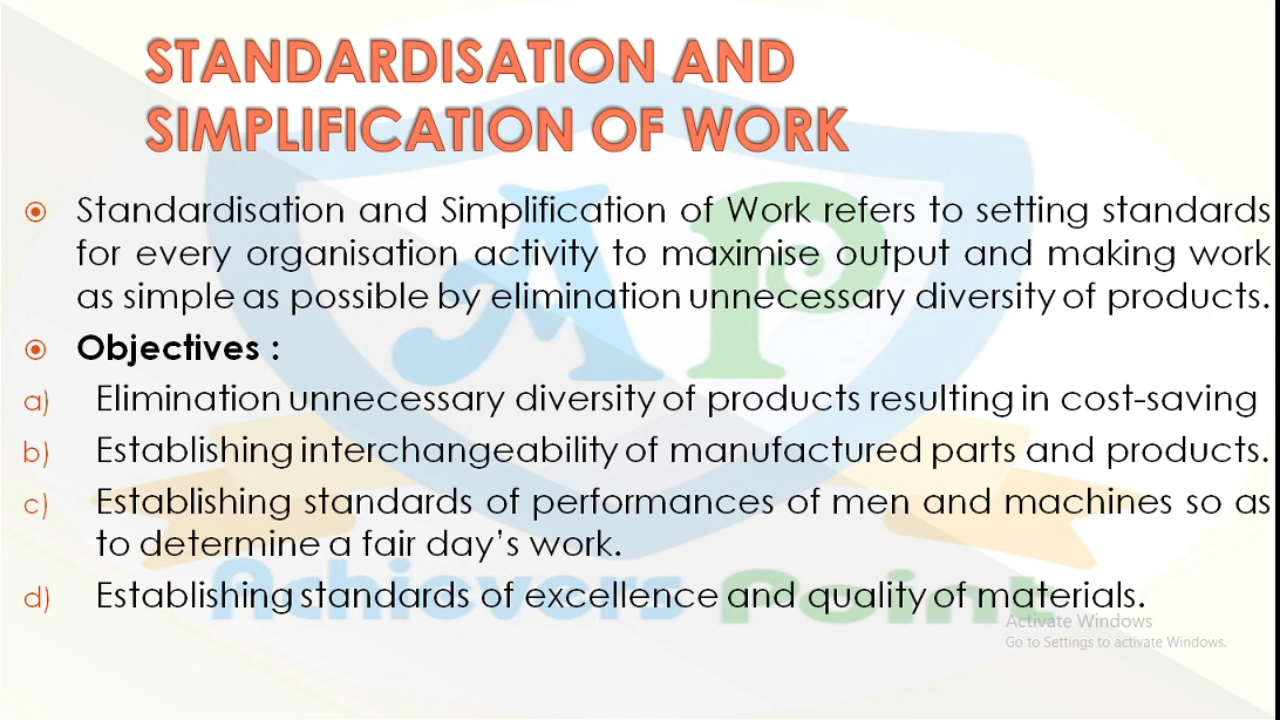 STANDARDISATION AND
SIMPLIFICATION OF WORK
Standardisation and Simplification of Work refers to setting standards
for every organisation activity to maximise output and making work
as simple as possible by elimination unnecessary diversity of products.
Objectives :
a) Elimination unnecessary diversity of products resulting in cost-saving
b) Establishing interchangeability of manufactured parts and products.
c) Establishing standards of performances of men and machines so as
to determine a fair day's work.
d) Establishing standards of excellence and quality of materials.
AP
Achievers Point
Activate Windows
Go to Settings to activate Windows.